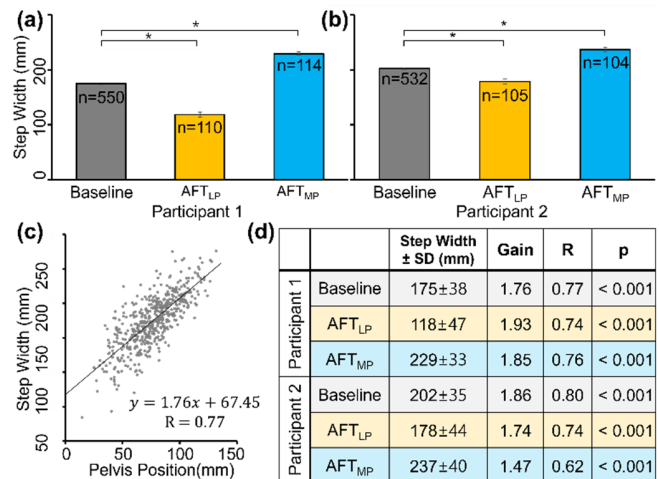 (a)
*
*
Step Width (mm)
200
100
0
n=550
n=110
n=114
Baseline
AFTLP
AFTMP
Participant 1
(b)
*
*
n=532
n=105
n=104
Baseline
AFTLP
AFTMP
Participant 2
(c)
Step Width (mm)
250
200
150
100
50
y = 1.76x + 67.45
R = 0.77
0
50
100
150
Pelvis Position(mm)
(d)
Step Width ± SD (mm) Gain R p
Participant 1
Baseline 175±38 1.76 0.77 < 0.001
AFTLP 118±47 1.93 0.74 < 0.001
AFTMP 229±33 1.85 0.76 < 0.001
Participant 2
Baseline 202±35 1.86 0.80 < 0.001
AFTLP 178±44 1.74 0.74 < 0.001
AFTMP 237±40 1.47 0.62 < 0.001